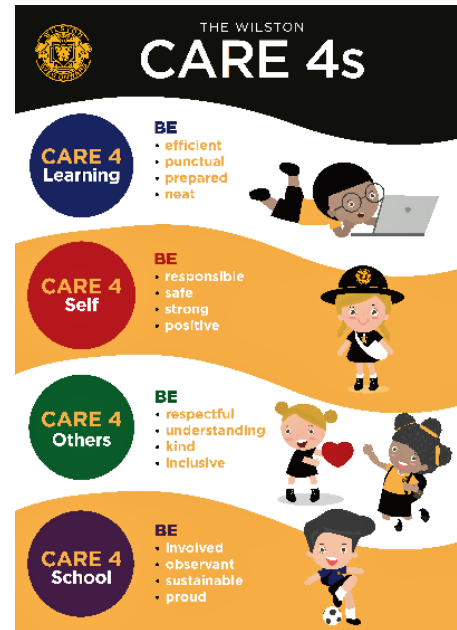 WILSTON
THE WILSTON
CARE 4s
CARE 4
Learning
BE
• efficient
• punctual
• prepared
• neat
CARE 4
Self
BE
• responsible
• safe
• strong
• positive
CARE 4
Others
BE
• respectful
• understanding
• kind
• inclusive
CARE 4
School
BE
• involved
• observant
• sustainable
• proud